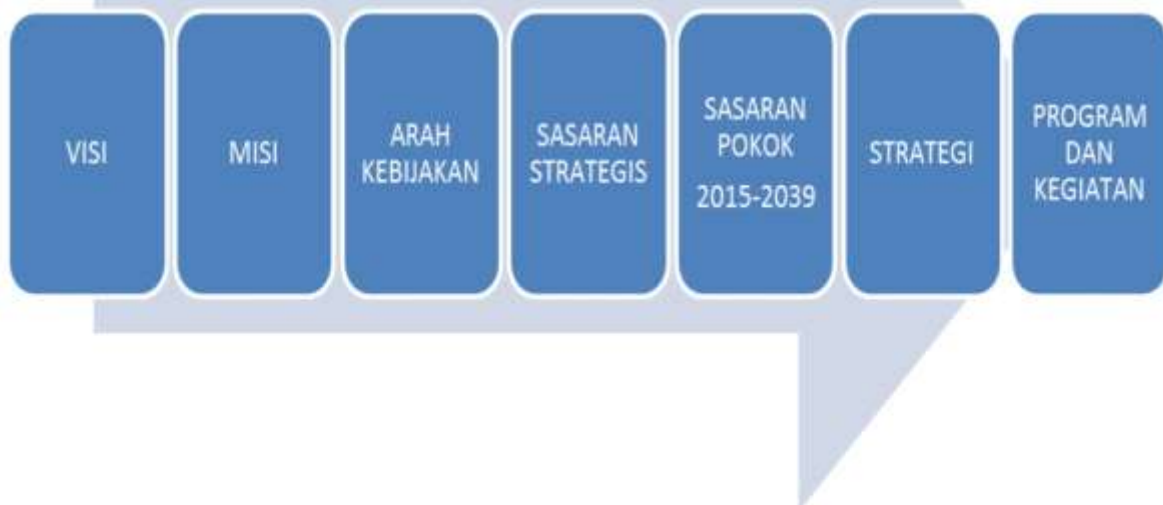 VISI
MISI
ARAH
KEBIJAKAN
SASARAN
STRATEGIS
SASARAN
POKOK
2015-2039
STRATEGI
PROGRAM
DAN
KEGIATAN